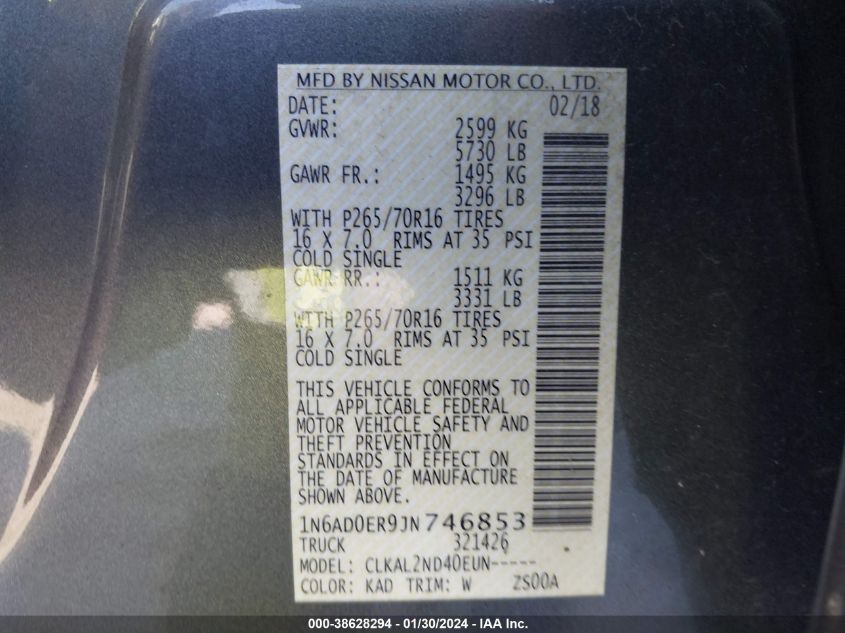 MFD BY NISSAN MOTOR CO., LTD.
DATE: 02/18
GVWR: 2599 KG
5730 LB
GAWR FR.: 1495 KG
3296 LB
WITH P265/70R16 TIRES
16 X 7.0 RIMS AT 35 PSI
COLD SINGLE
GAWR RR.: 1511 KG
3331 LB
WITH P265/70R16 TIRES
16 X 7.0 RIMS AT 35 PSI
COLD SINGLE
THIS VEHICLE CONFORMS TO
ALL APPLICABLE FEDERAL
MOTOR VEHICLE SAFETY AND
THEFT PREVENTION
STANDARDS IN EFFECT ON
THE DATE OF MANUFACTURE
SHOWN ABOVE.
1N6AD0ER9JN746853
TRUCK 321426
MODEL: CLKAL2ND40EUN-----
COLOR: KAD TRIM: W ZS00A
000-38628294 - 01/30/2024 - IAA Inc.